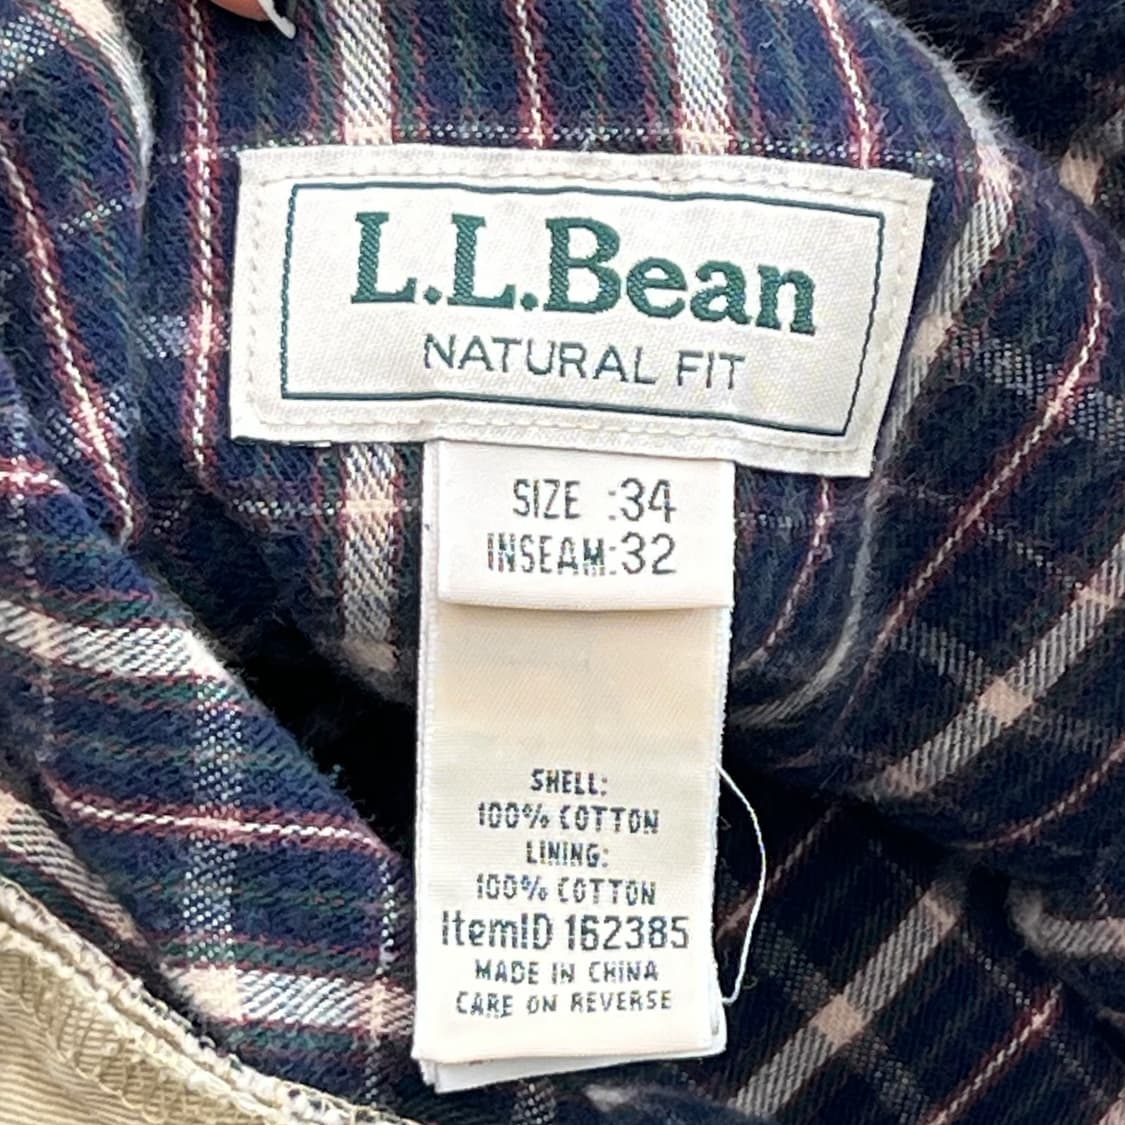 L.L.Bean
NATURAL FIT
SIZE :34
INSEAM:32
SHELL:
100% COTTON
LINING:
100% COTTON
ItemID 162385
MADE IN CHINA
CARE ON REVERSE